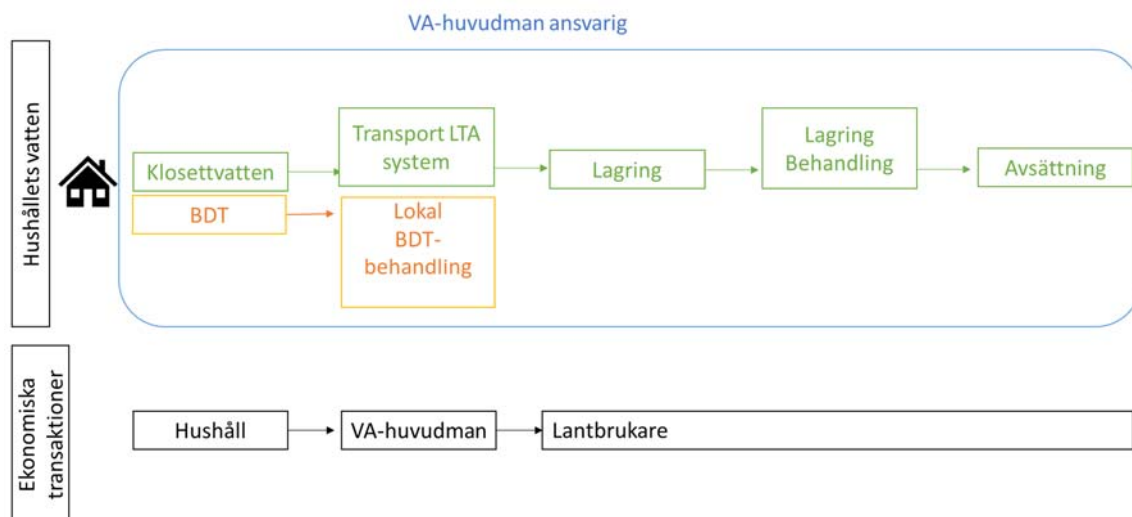 VA-huvudman ansvarig
Hushållets vatten
Klosettvatten
Transport LTA
system
Lagring
Lagring
Behandling
Avsättning
BDT
Lokal
BDT-
behandling
Ekonomiska
transaktioner
Hushåll
VA-huvudman
Lantbrukare